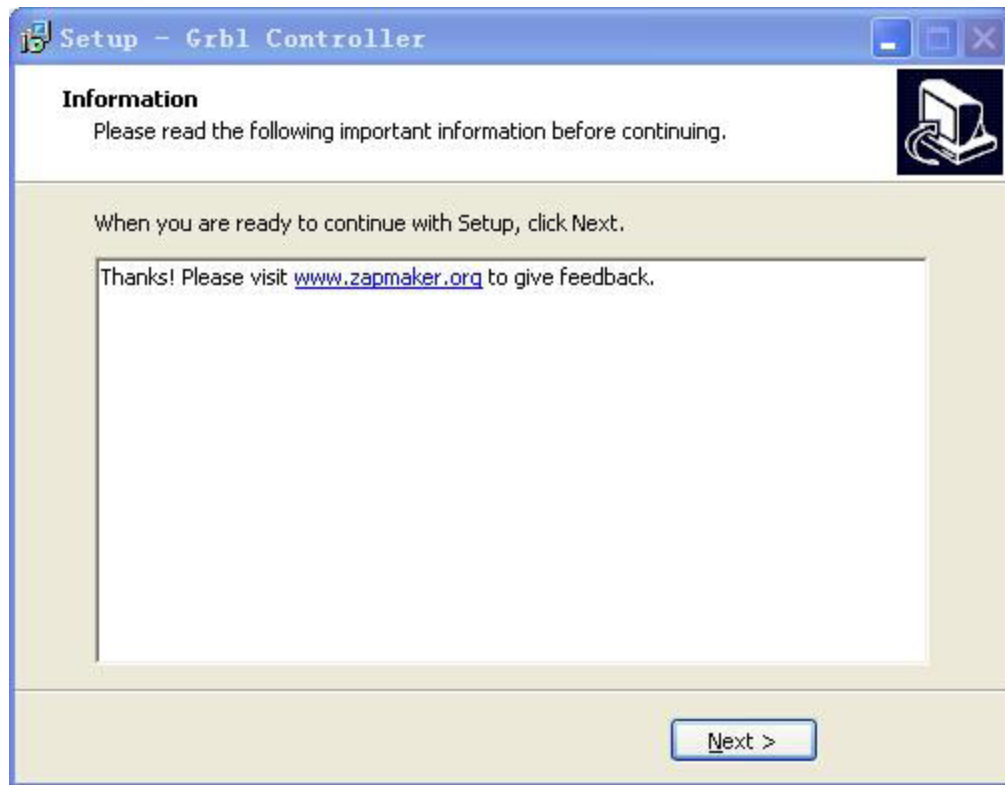 Setup - Grbl Controller
Information
Please read the following important information before continuing.
When you are ready to continue with Setup, click Next.
Thanks! Please visit www.zapmaker.org to give feedback.
Next >